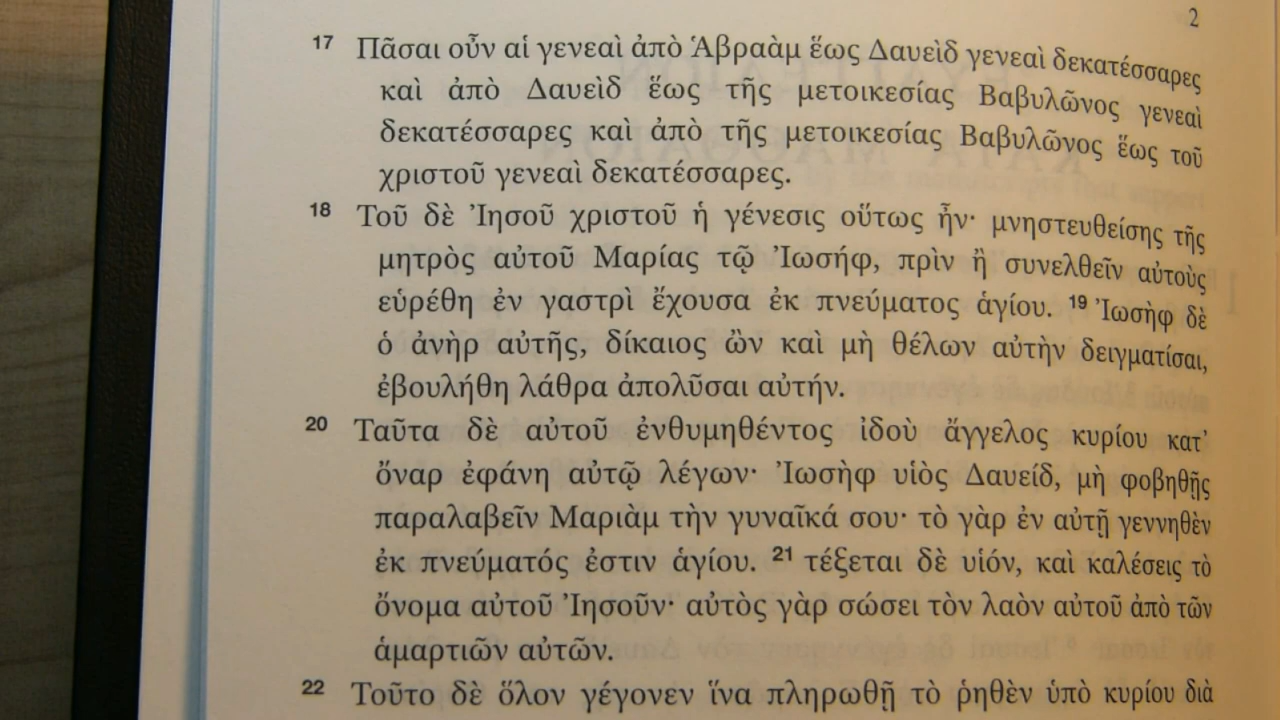 2
17 Πᾶσαι οὖν αἱ γενεαὶ ἀπὸ Ἁβραὰμ ἕως Δαυεὶδ γενεαὶ δεκατέσσαρες
καὶ ἀπὸ Δαυεὶδ ἕως τῆς μετοικεσίας Βαβυλῶνος γενεαὶ
δεκατέσσαρες καὶ ἀπὸ τῆς μετοικεσίας Βαβυλῶνος ἕως τοῦ
χριστοῦ γενεαὶ δεκατέσσαρες.
18 Τοῦ δὲ Ἰησοῦ χριστοῦ ἡ γένεσις οὕτως ἦν· μνηστευθείσης τῆς
μητρὸς αὐτοῦ Μαρίας τῷ Ἰωσήφ, πρὶν ἢ συνελθεῖν αὐτοὺς
εὑρέθη ἐν γαστρὶ ἔχουσα ἐκ πνεύματος ἁγίου. 19 Ἰωσὴφ δὲ
ὁ ἀνὴρ αὐτῆς, δίκαιος ὢν καὶ μὴ θέλων αὐτὴν δειγματίσαι,
ἐβουλήθη λάθρα ἀπολῦσαι αὐτήν.
20 Ταῦτα δὲ αὐτοῦ ἐνθυμηθέντος ἰδοὺ ἄγγελος κυρίου κατ’
ὄναρ ἐφάνη αὐτῷ λέγων· Ἰωσὴφ υἱὸς Δαυείδ, μὴ φοβηθῇς
παραλαβεῖν Μαριὰμ τὴν γυναῖκά σου· τὸ γὰρ ἐν αὐτῇ γεννηθὲν
ἐκ πνεύματός ἐστιν ἁγίου. 21 τέξεται δὲ υἱόν, καὶ καλέσεις τὸ
ὄνομα αὐτοῦ Ἰησοῦν· αὐτὸς γὰρ σώσει τὸν λαὸν αὐτοῦ ἀπὸ τῶν
ἁμαρτιῶν αὐτῶν.
22 Τοῦτο δὲ ὅλον γέγονεν ἵνα πληρωθῇ τὸ ῥηθὲν ὑπὸ κυρίου διὰ